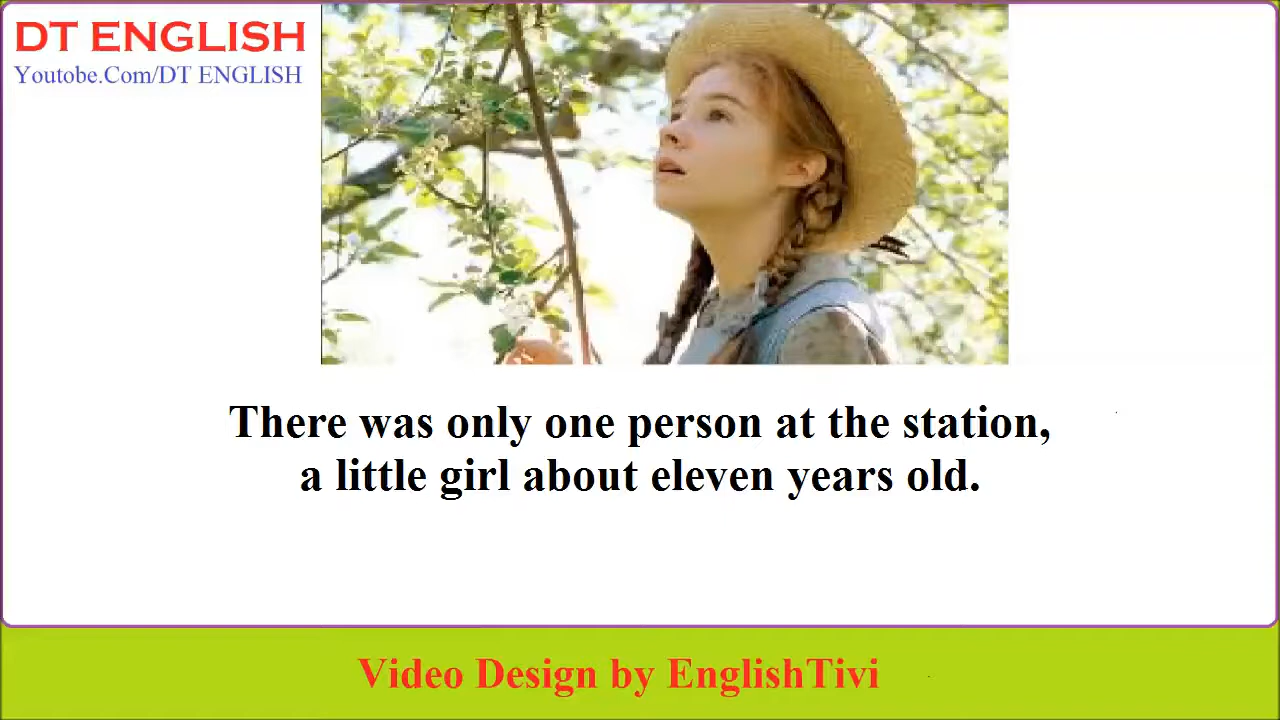 DT ENGLISH
Youtobe.Com/DT ENGLISH
There was only one person at the station,
a little girl about eleven years old.
Video Design by EnglishTivi